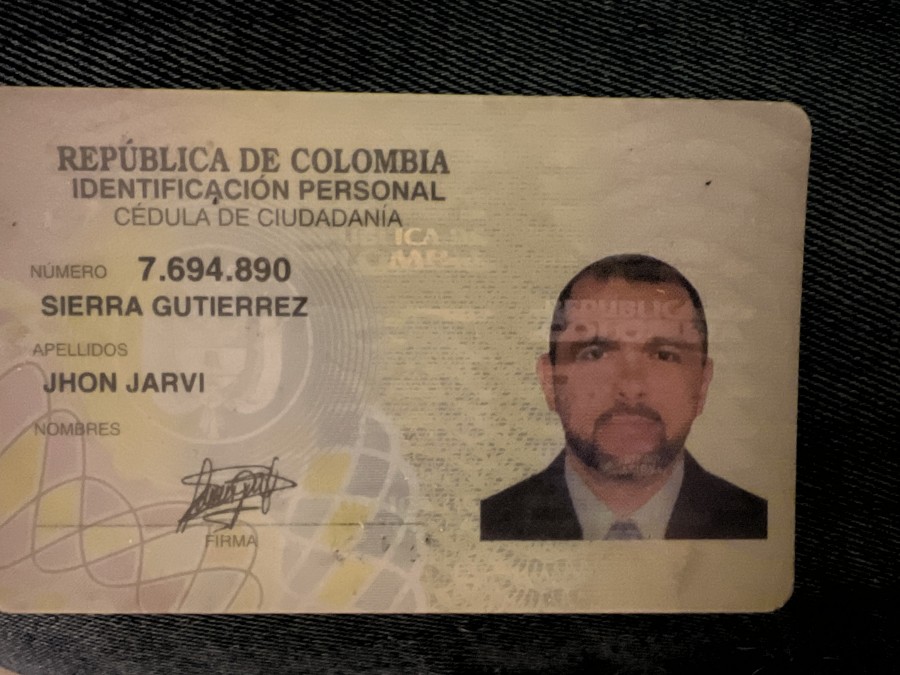 REPÚBLICA DE COLOMBIA
IDENTIFICACIÓN PERSONAL
CÉDULA DE CIUDADANÍA
NÚMERO 7.694.890
SIERRA GUTIERREZ
APELLIDOS
JHON JARVI
NOMBRES
FIRMA